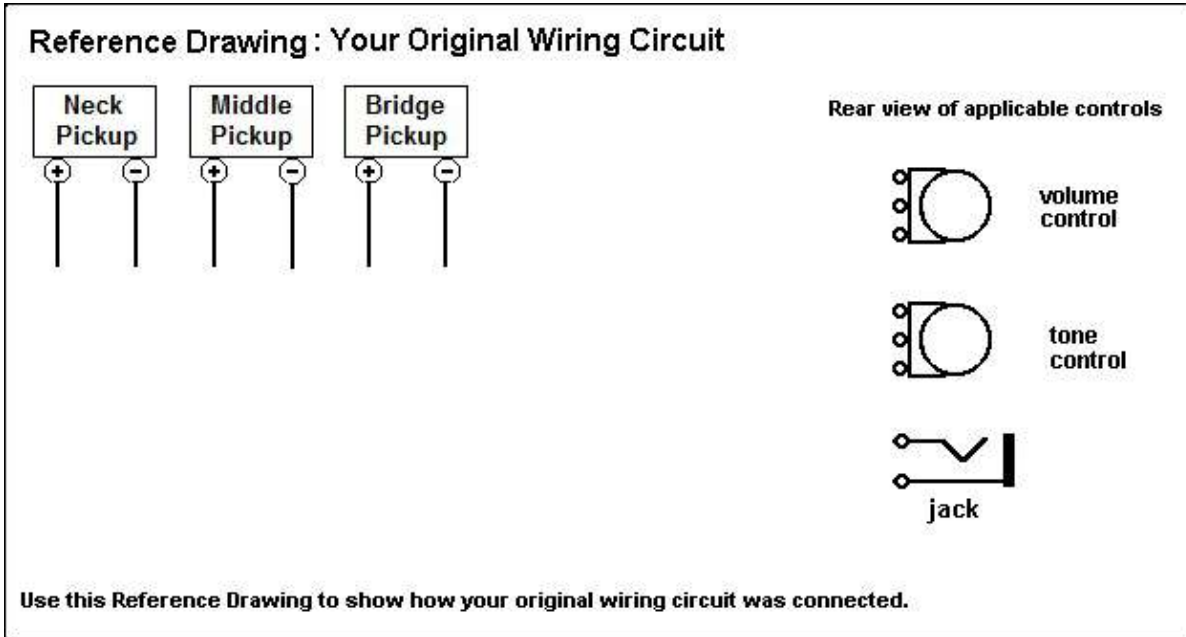 Reference Drawing : Your Original Wiring Circuit
Neck
Pickup
+ -
Middle
Pickup
+ -
Bridge
Pickup
+ -
Rear view of applicable controls
volume
control
tone
control
jack
Use this Reference Drawing to show how your original wiring circuit was connected.